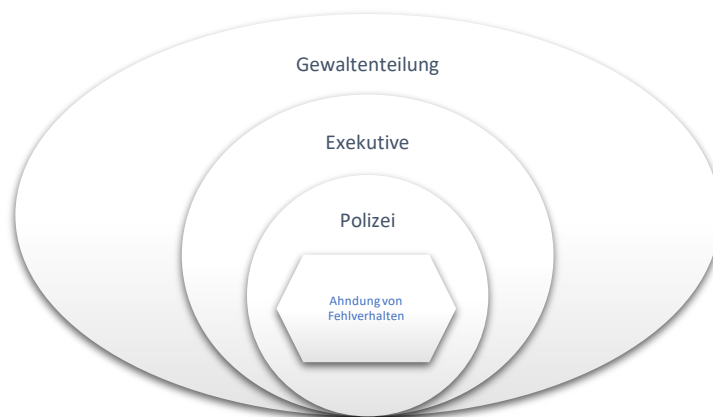 Gewaltenteilung
Exekutive
Polizei
Ahndung von
Fehlverhalten